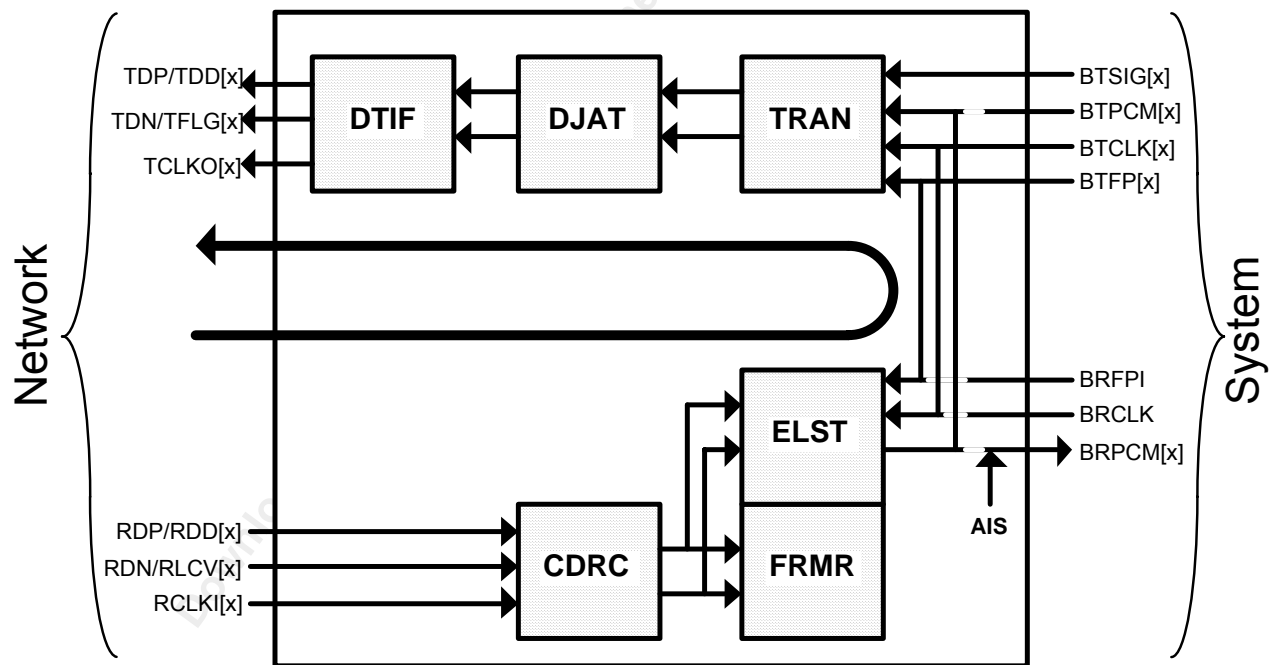 TDP/TDD[x]
TDN/TFLG[x]
TCLKO[x]
DTIF
DJAT
TRAN
BTSIG[x]
BTPCM[x]
BTCLK[x]
BTFP[x]
Network
System
ELST
BRFPI
BRCLK
BRPCM[x]
AIS
RDP/RDD[x]
RDN/RLCV[x]
RCLKI[x]
CDRC
FRMR